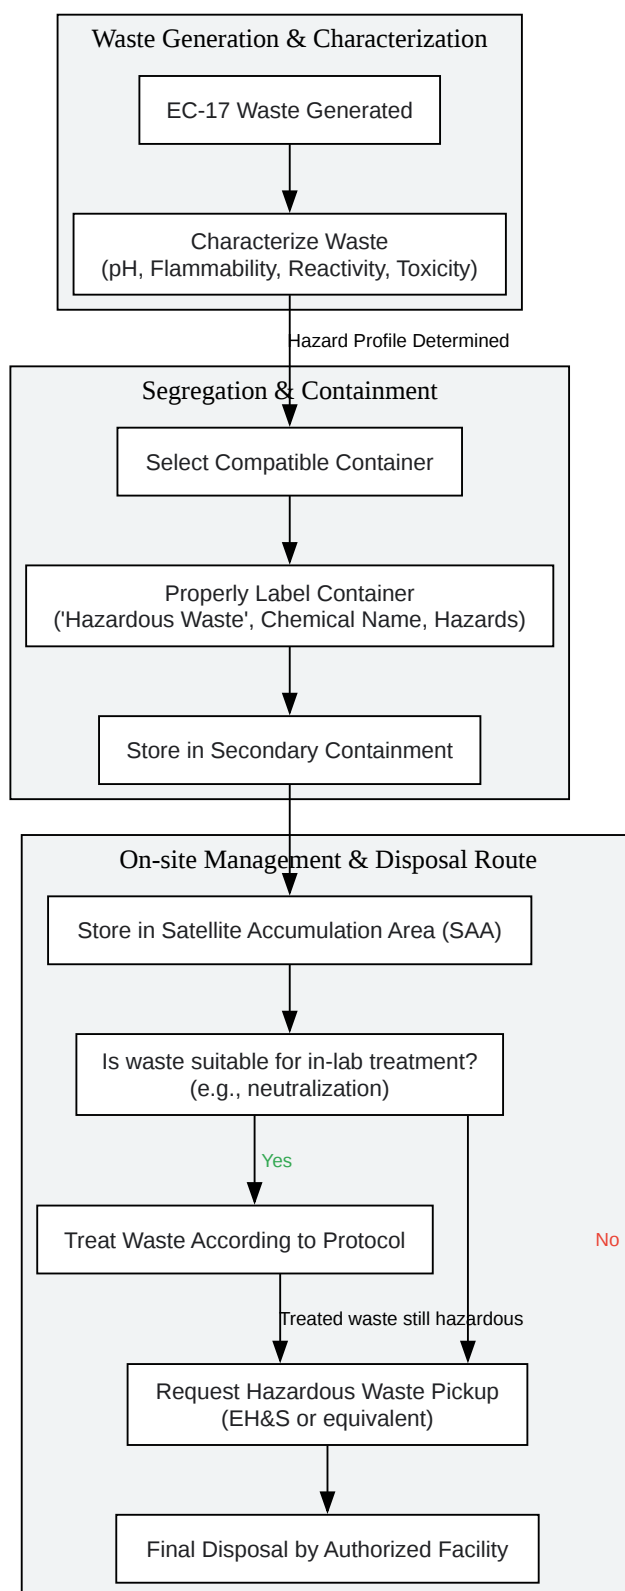 Waste Generation & Characterization
EC-17 Waste Generated
Characterize Waste
(pH, Flammability, Reactivity, Toxicity)
Hazard Profile Determined
Segregation & Containment
Select Compatible Container
Properly Label Container
('Hazardous Waste', Chemical Name, Hazards)
Store in Secondary Containment
On-site Management & Disposal Route
Store in Satellite Accumulation Area (SAA)
Is waste suitable for in-lab treatment?
(e.g., neutralization)
Yes
Treat Waste According to Protocol
No
Treated waste still hazardous
Request Hazardous Waste Pickup
(EH&S or equivalent)
Final Disposal by Authorized Facility